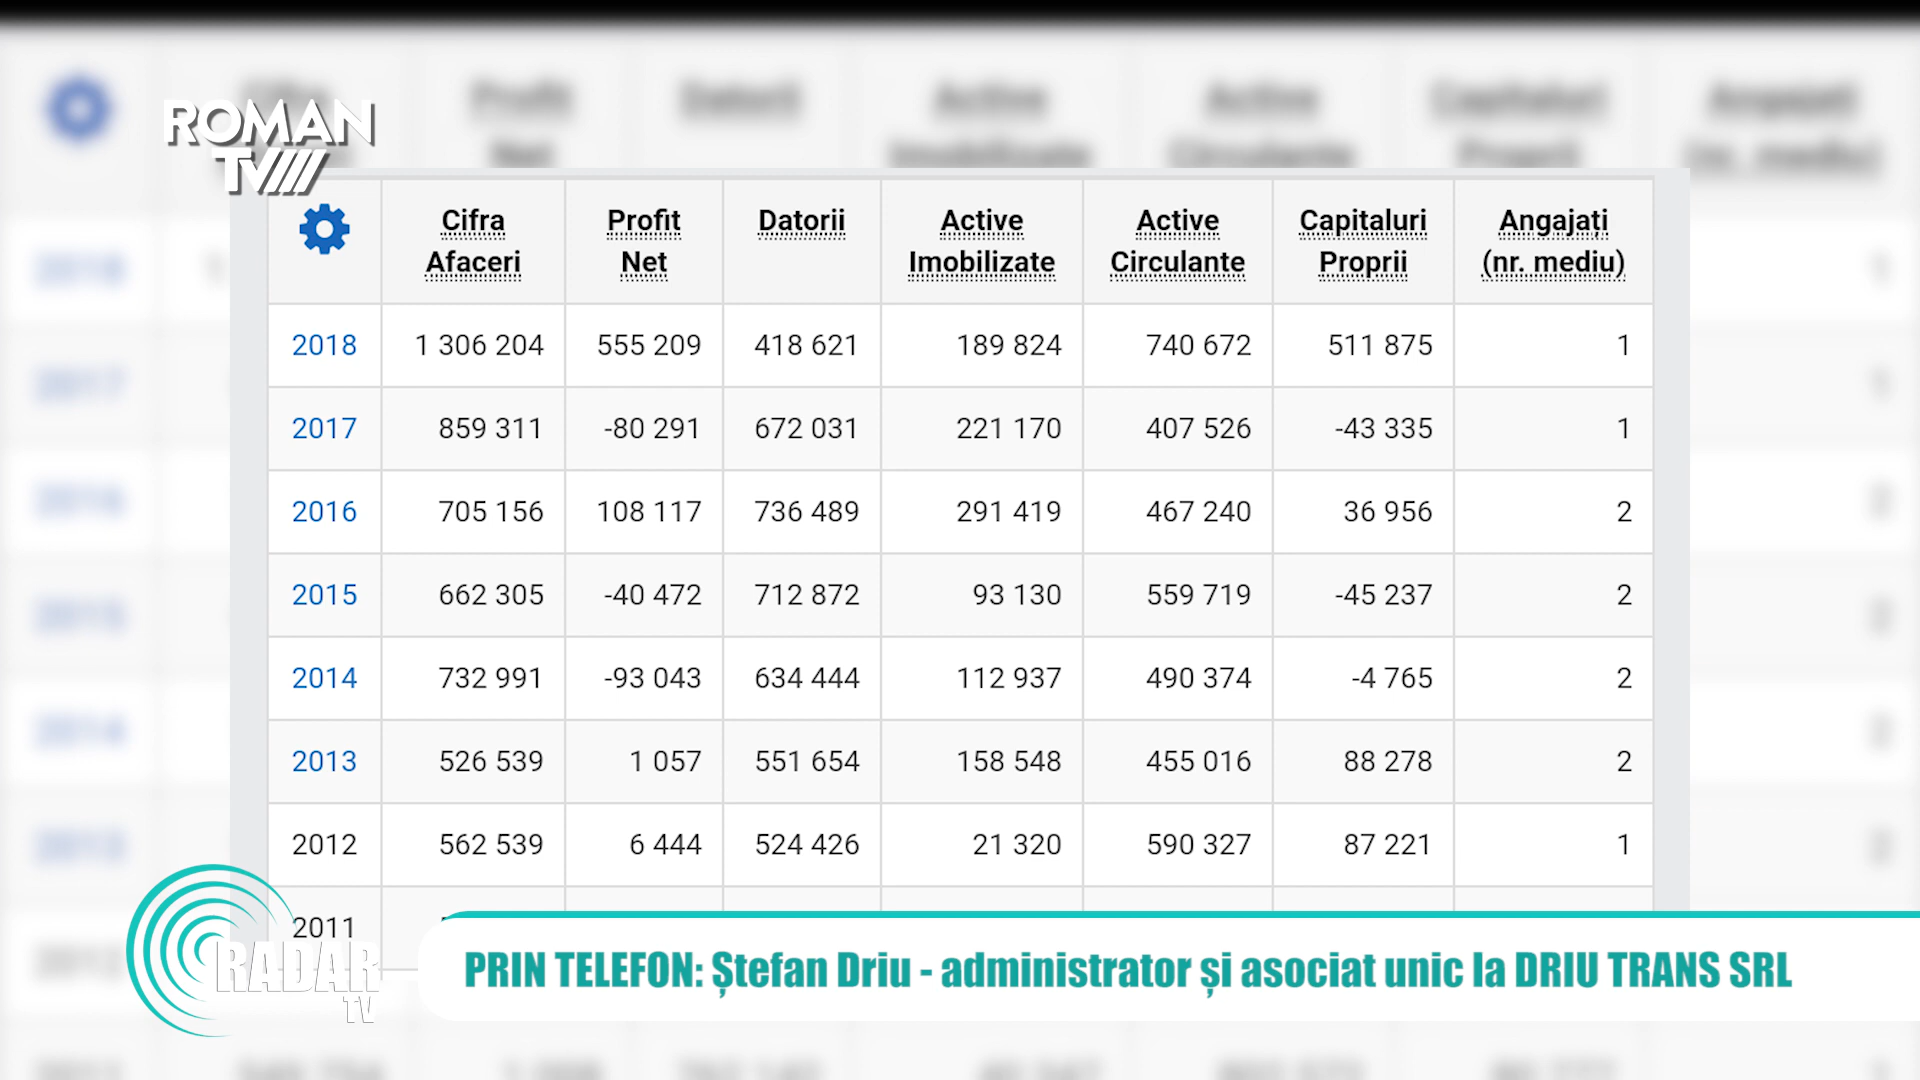 ROMAN
TV
Cifra Afaceri Profit Net Datorii Active Imobilizate Active Circulante Capitaluri Proprii Angajați (nr. mediu)
2018 1 306 204 555 209 418 621 189 824 740 672 511 875 1
2017 859 311 -80 291 672 031 221 170 407 526 -43 335 1
2016 705 156 108 117 736 489 291 419 467 240 36 956 2
2015 662 305 -40 472 712 872 93 130 559 719 -45 237 2
2014 732 991 -93 043 634 444 112 937 490 374 -4 765 2
2013 526 539 1 057 551 654 158 548 455 016 88 278 2
2012 562 539 6 444 524 426 21 320 590 327 87 221 1
2011
RADAR
TV
PRIN TELEFON: Ștefan Driu - administrator și asociat unic la DRIU TRANS SRL